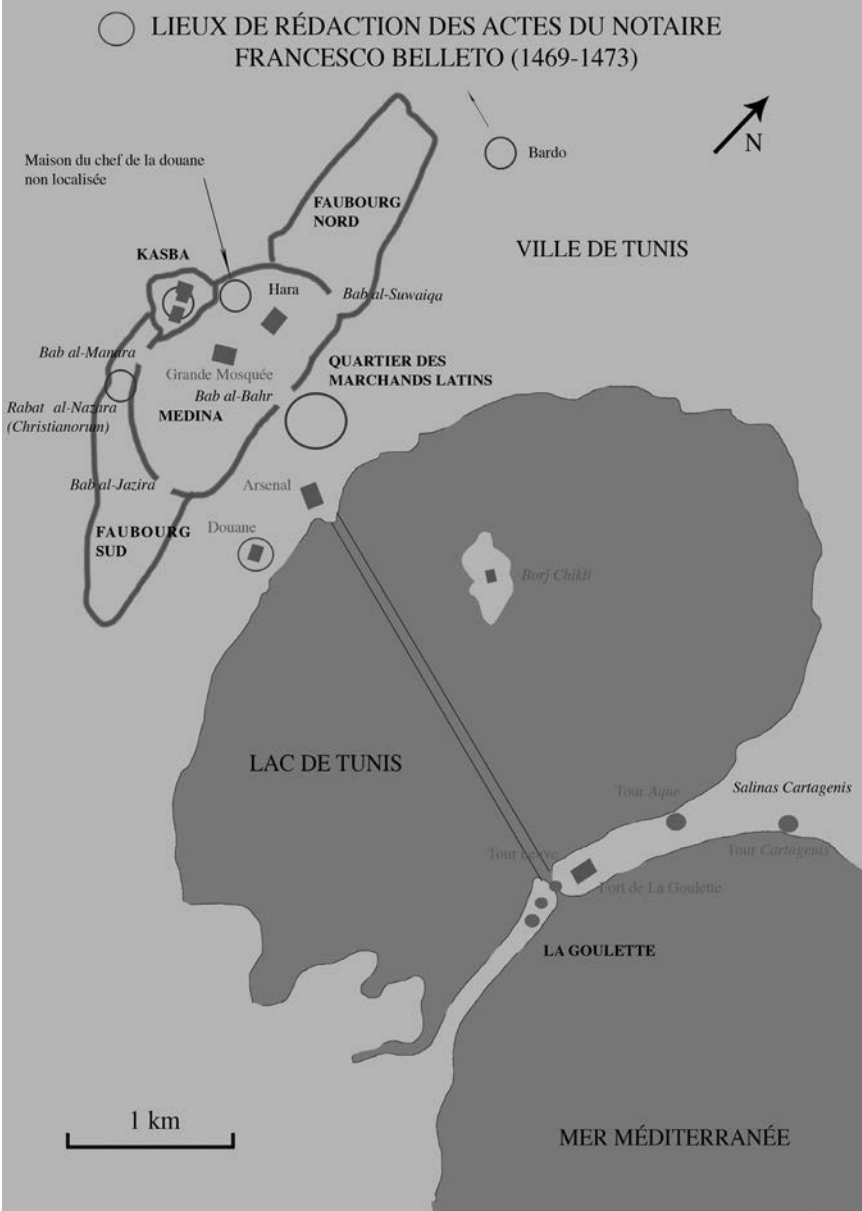 LIEUX DE RÉDACTION DES ACTES DU NOTAIRE
FRANCESCO BELLETO (1469-1473)
N
Bardo
Maison du chef de la douane
non localisée
FAUBOURG
NORD
VILLE DE TUNIS
KASBA
Hara
Bab al-Suwaiqa
Bab al-Manara
Grande Mosquée
QUARTIER DES
MARCHANDS LATINS
Bab al-Bahr
Rabat al-Nazara
(Christianorum)
MEDINA
Bab al-Jazira
Arsenal
FAUBOURG
SUD
Douane
Borj Chikli
LAC DE TUNIS
Tour Aque
Salinas Cartagenis
Tour neuve
Tour Cartagenis
Fort de La Goulette
LA GOULETTE
1 km
MER MÉDITERRANÉE